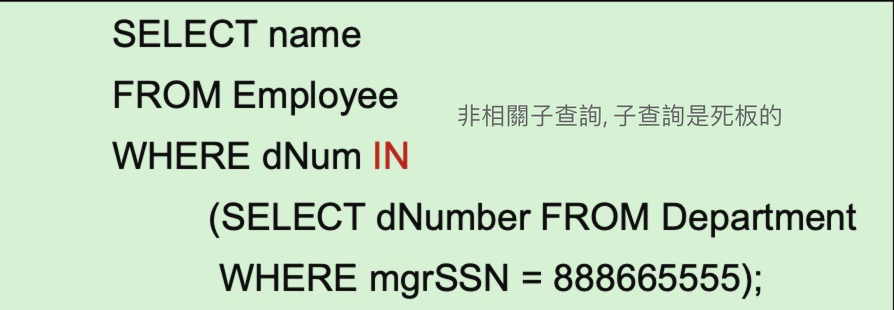 SELECT name
FROM Employee
非相關子查詢, 子查詢是死板的
WHERE dNum IN
(SELECT dNumber FROM Department
WHERE mgrSSN = 888665555);